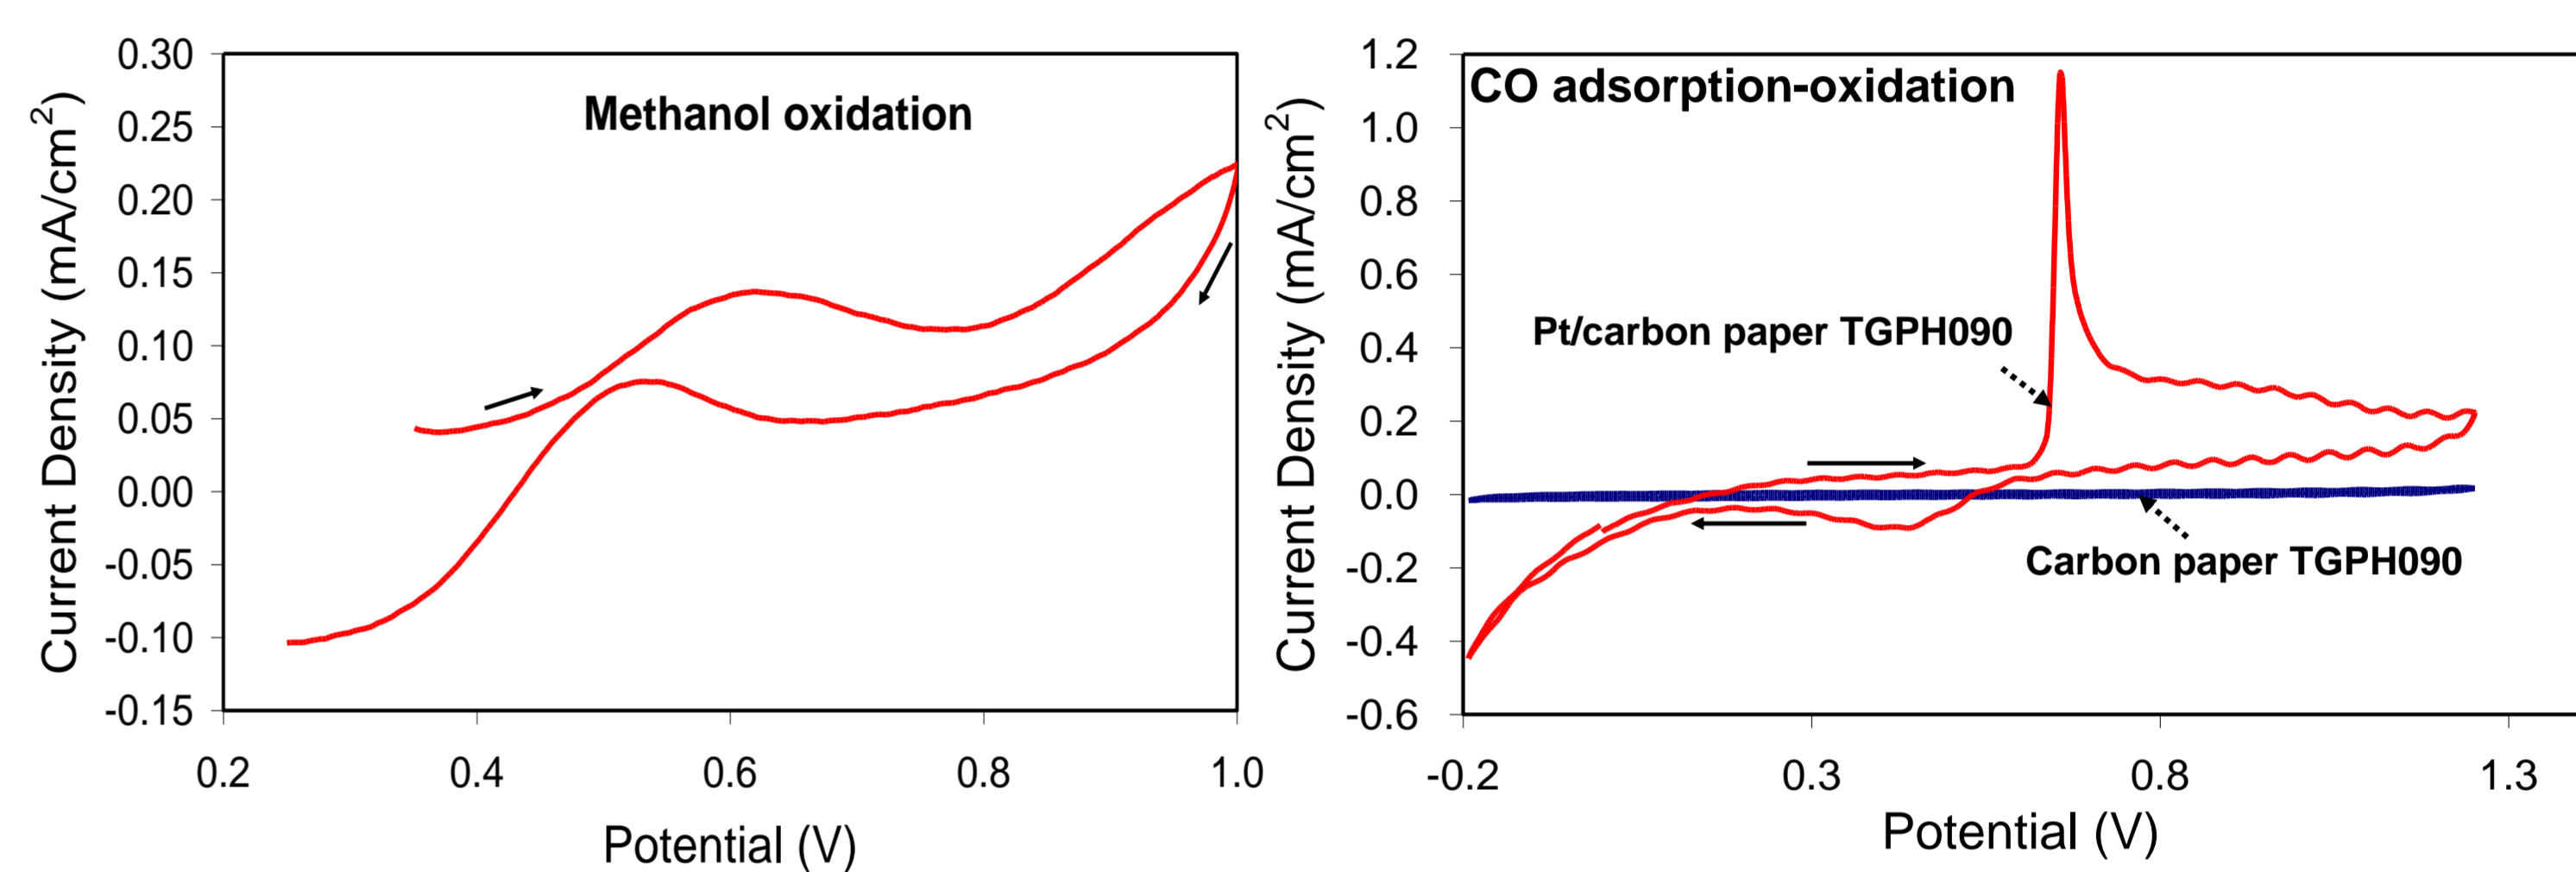 Methanol oxidation
Current Density (mA/cm²)
0.30
0.25
0.20
0.15
0.10
0.05
0.00
-0.05
-0.10
-0.15
0.2 0.4 0.6 0.8 1.0
Potential (V)
CO adsorption-oxidation
Current Density (mA/cm²)
1.2
1.0
0.8
0.6
0.4
0.2
0.0
-0.2
-0.4
-0.6
Pt/carbon paper TGPH090
Carbon paper TGPH090
-0.2 0.3 0.8 1.3
Potential (V)